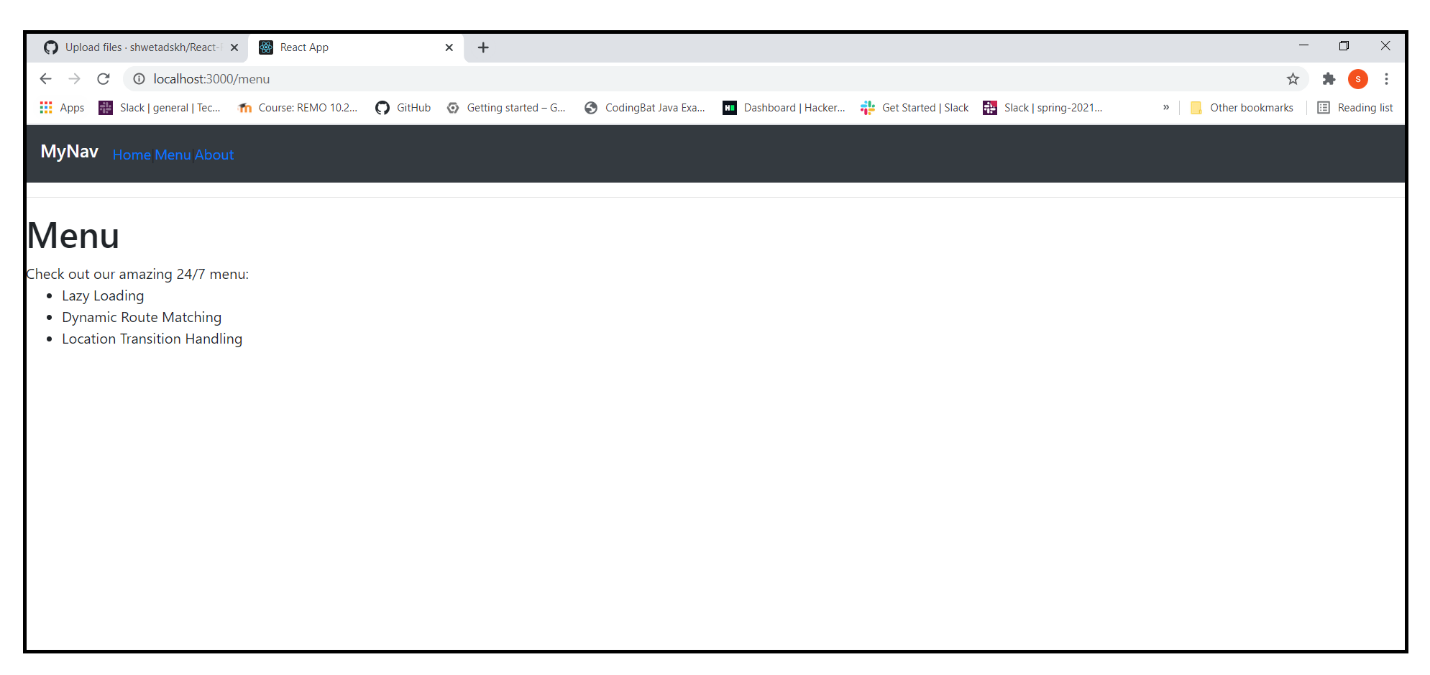 Upload files - shwetadskh/React-
React App
localhost:3000/menu
S
Apps Slack | general | Tec... Course: REMO 10.2... GitHub Getting started – G... CodingBat Java Exa... Dashboard | Hacker... Get Started | Slack Slack | spring-2021... » Other bookmarks Reading list
MyNav Home Menu About
Menu
Check out our amazing 24/7 menu:
• Lazy Loading
• Dynamic Route Matching
• Location Transition Handling